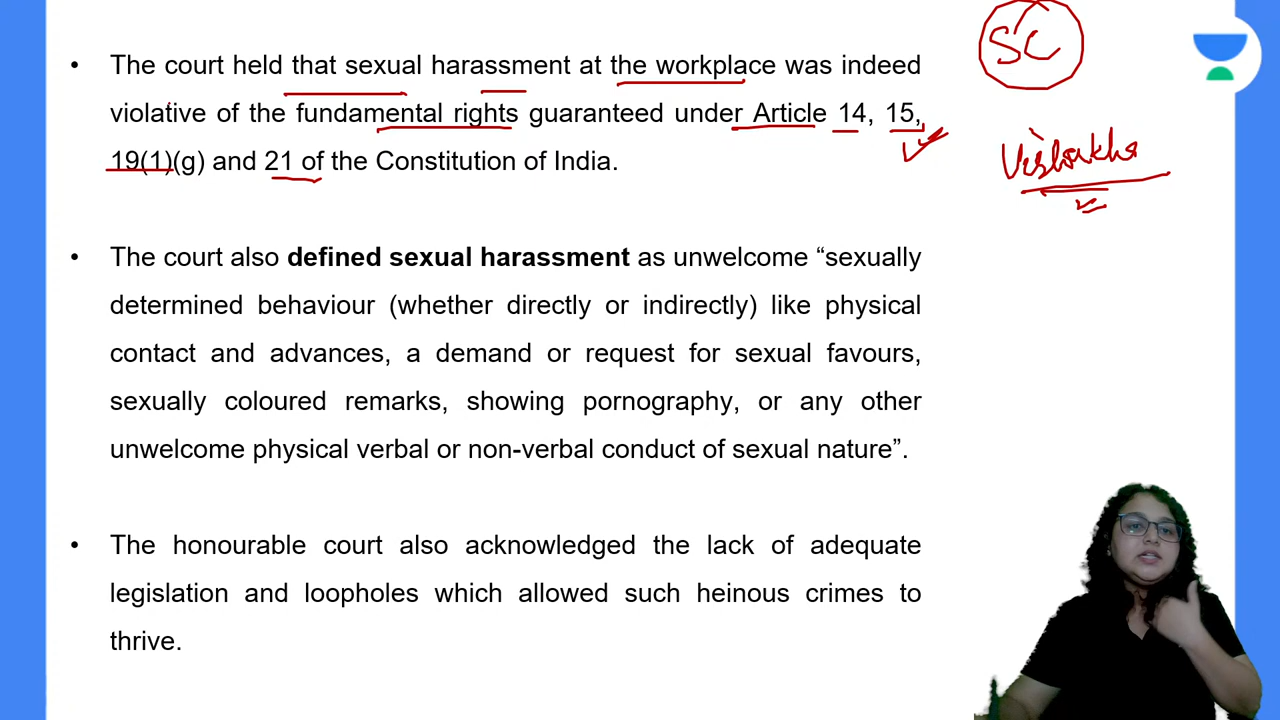 • The court held that sexual harassment at the workplace was indeed
violative of the fundamental rights guaranteed under Article 14, 15,
19(1)(g) and 21 of the Constitution of India.
SC
Vishakha
• The court also defined sexual harassment as unwelcome “sexually
determined behaviour (whether directly or indirectly) like physical
contact and advances, a demand or request for sexual favours,
sexually coloured remarks, showing pornography, or any other
unwelcome physical verbal or non-verbal conduct of sexual nature”.
• The honourable court also acknowledged the lack of adequate
legislation and loopholes which allowed such heinous crimes to
thrive.